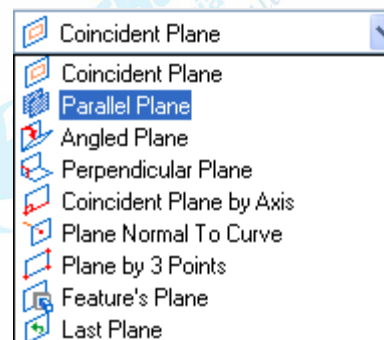 Coincident Plane
Coincident Plane
Parallel Plane
Angled Plane
Perpendicular Plane
Coincident Plane by Axis
Plane Normal To Curve
Plane by 3 Points
Feature's Plane
Last Plane